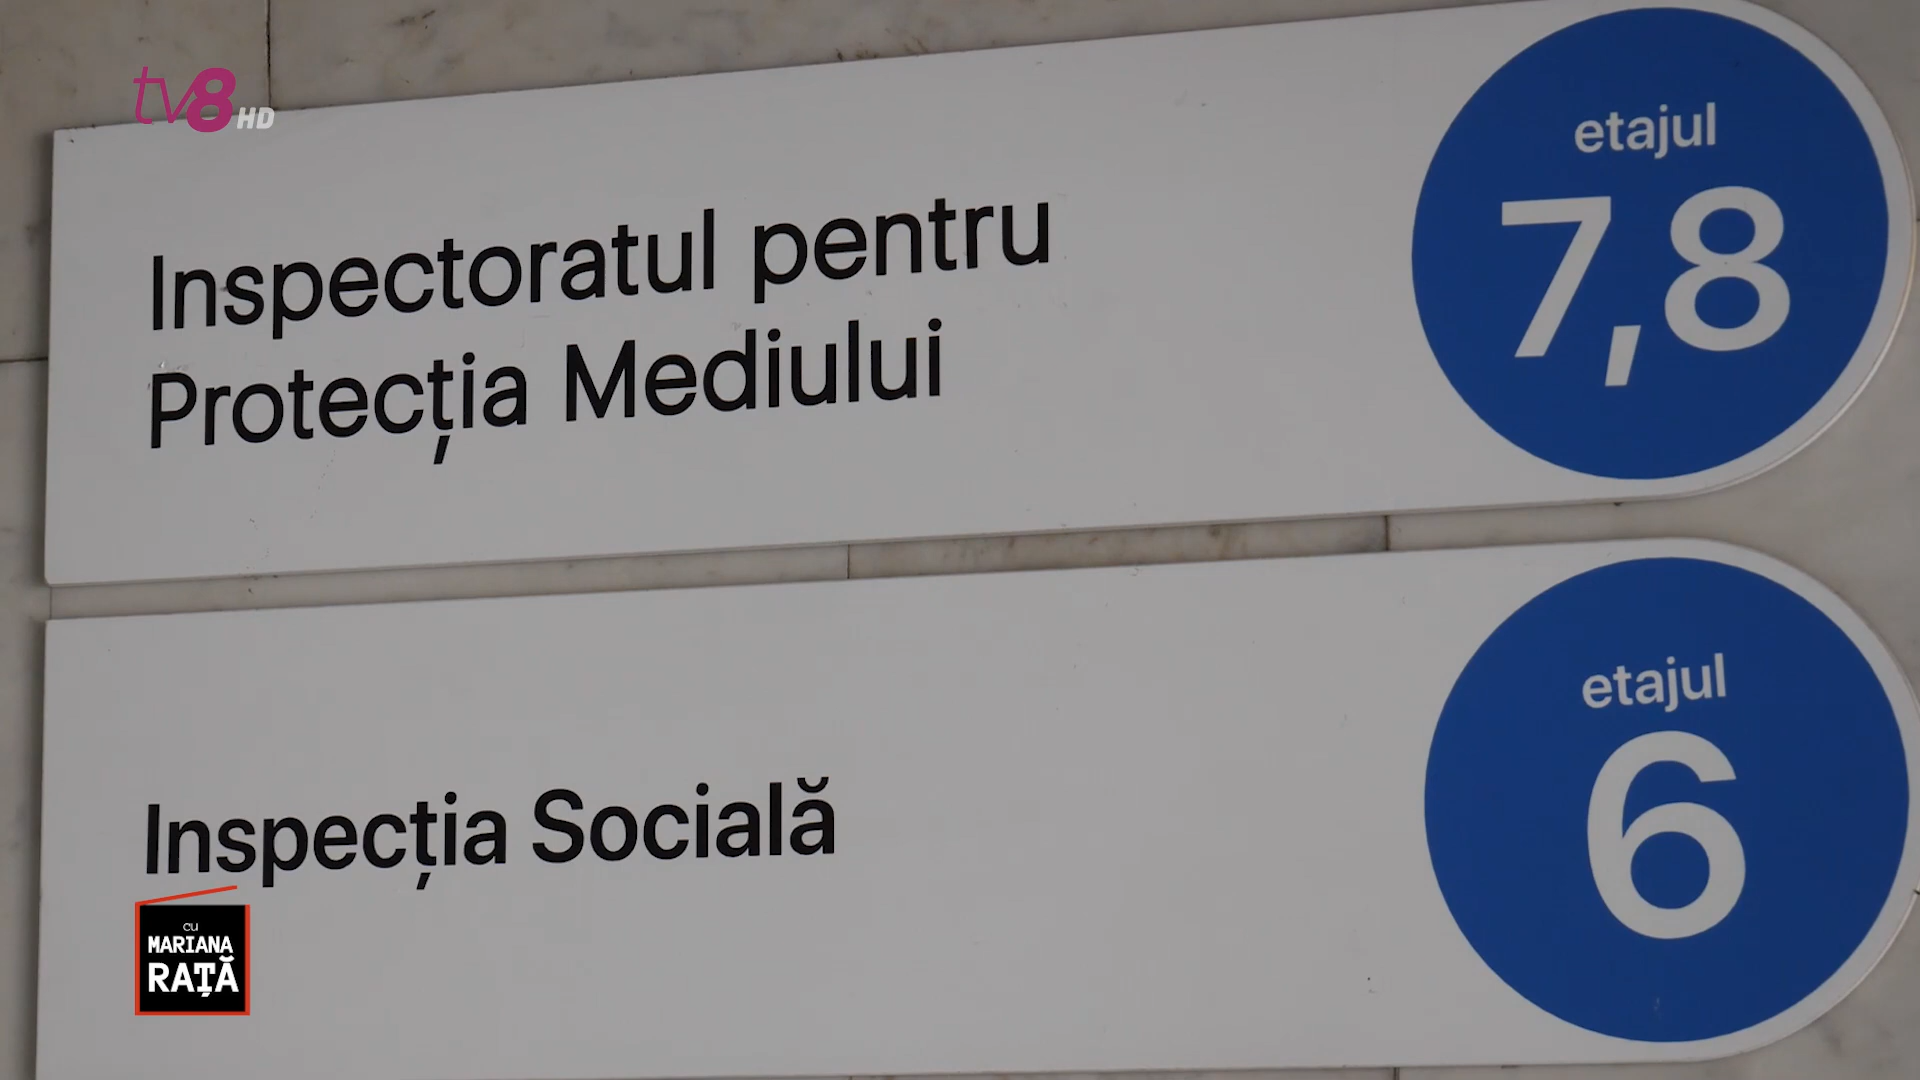 tv8 HD
Inspectoratul pentru
Protecția Mediului
etajul
7,8
Inspecția Socială
etajul
6
cu
MARIANA
RAȚĂ